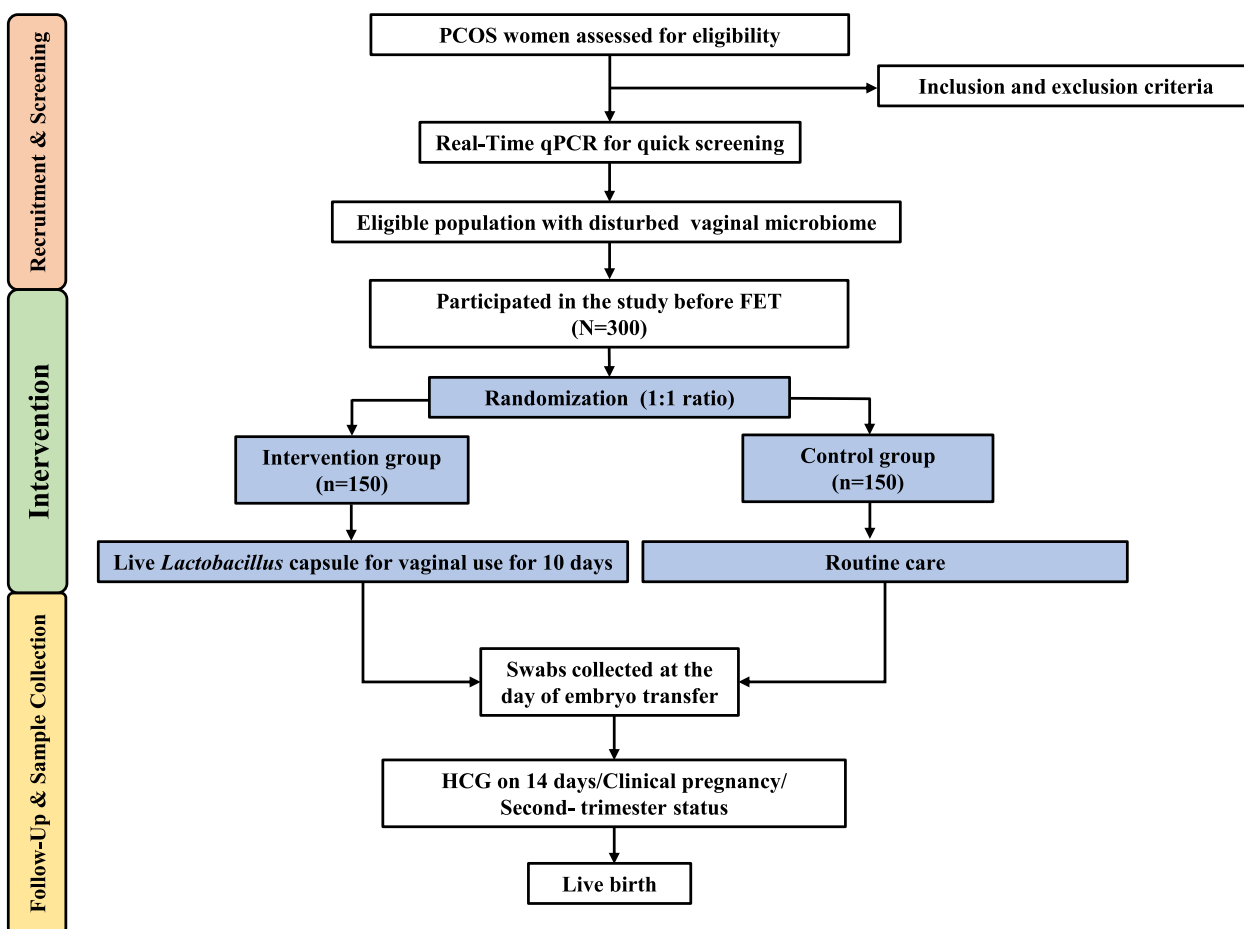 Recruitment & Screening
PCOS women assessed for eligibility
Inclusion and exclusion criteria
Real-Time qPCR for quick screening
Eligible population with disturbed vaginal microbiome
Intervention
Participated in the study before FET
(N=300)
Randomization (1:1 ratio)
Intervention group
(n=150)
Control group
(n=150)
Live Lactobacillus capsule for vaginal use for 10 days
Routine care
Follow-Up & Sample Collection
Swabs collected at the
day of embryo transfer
HCG on 14 days/Clinical pregnancy/
Second- trimester status
Live birth